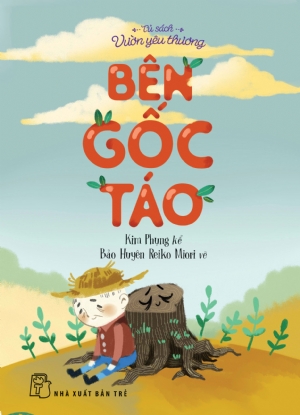 Tủ sách
Vườn yêu thương
BÊN
GỐC
TÁO
Kim Phụng kể
Bảo Huyên Reiko Miori vẽ
NHÀ XUẤT BẢN TRẺ